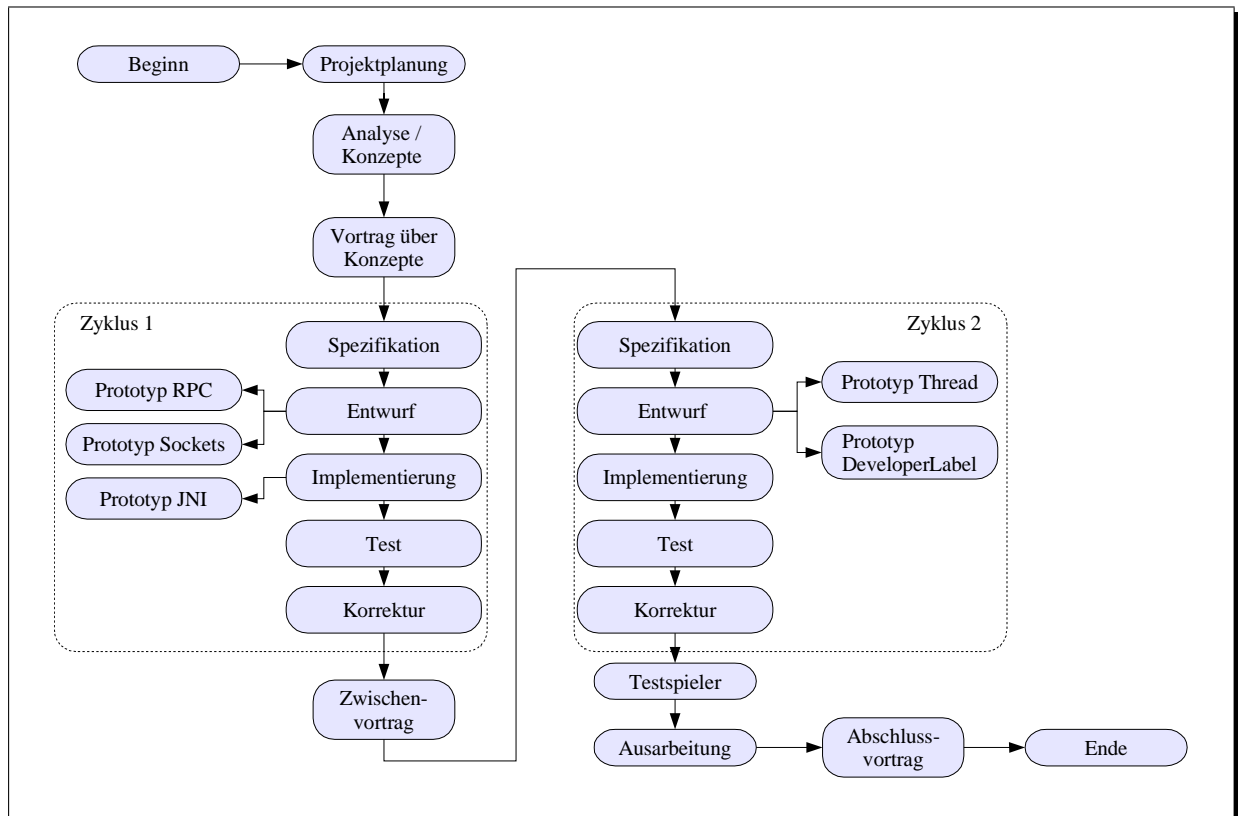 Beginn
Projektplanung
Analyse /
Konzepte
Vortrag über
Konzepte
Zyklus 1
Spezifikation
Prototyp RPC
Entwurf
Prototyp Sockets
Implementierung
Prototyp JNI
Test
Korrektur
Zwischen-
vortrag
Zyklus 2
Spezifikation
Prototyp Thread
Entwurf
Prototyp
DeveloperLabel
Implementierung
Test
Korrektur
Testspieler
Ausarbeitung
Abschluss-
vortrag
Ende